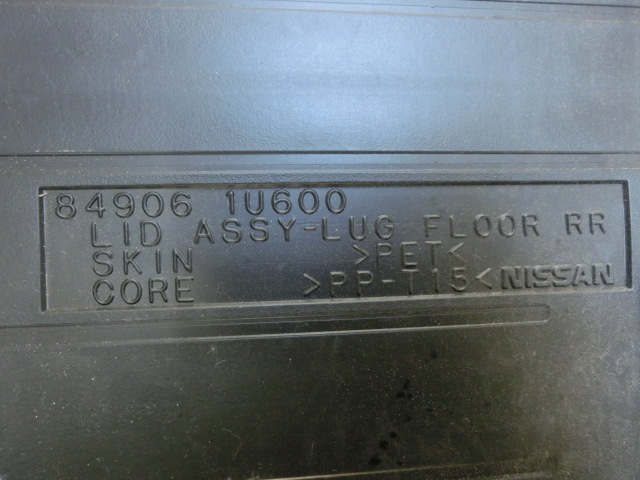 84906 1U600
LID ASSY-LUG FLOOR RR
SKIN >PET<
CORE >PP-T15< NISSAN